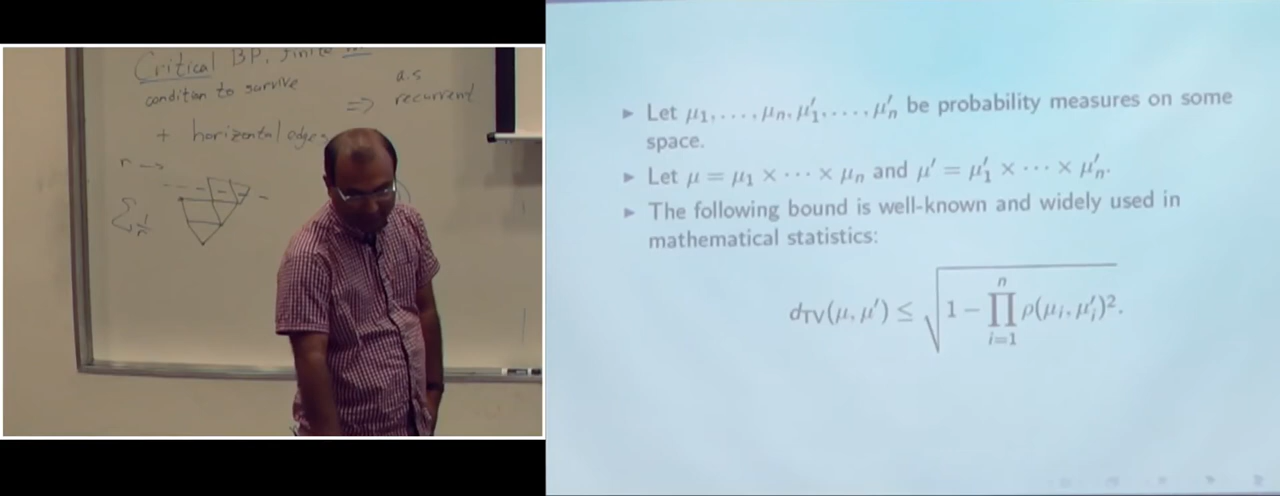 Critical BP, finite
condition to survive
⇒ a.s
recurrent
+ horizontal edges
n →
Σ 1/n
► Let μ₁, . . . , μₙ, μ′₁, . . . , μ′ₙ be probability measures on some
space.
► Let μ = μ₁ × · · · × μₙ and μ′ = μ′₁ × · · · × μ′ₙ.
► The following bound is well-known and widely used in
mathematical statistics:
d_TV(μ, μ′) ≤ √(1 − ∏ᵢ₌₁ⁿ ρ(μᵢ, μ′ᵢ)²).